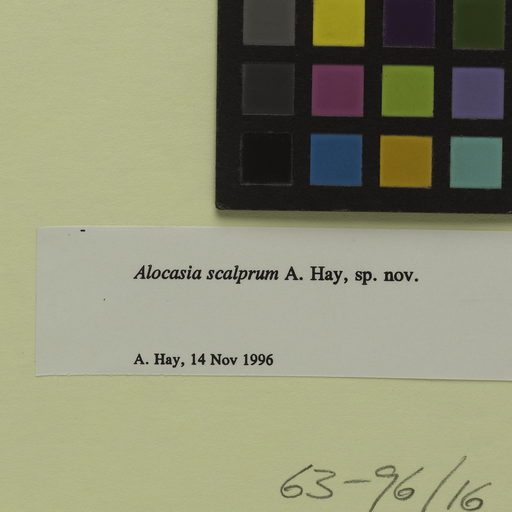 Alocasia scalprum A. Hay, sp. nov.
A. Hay, 14 Nov 1996
63-96/16